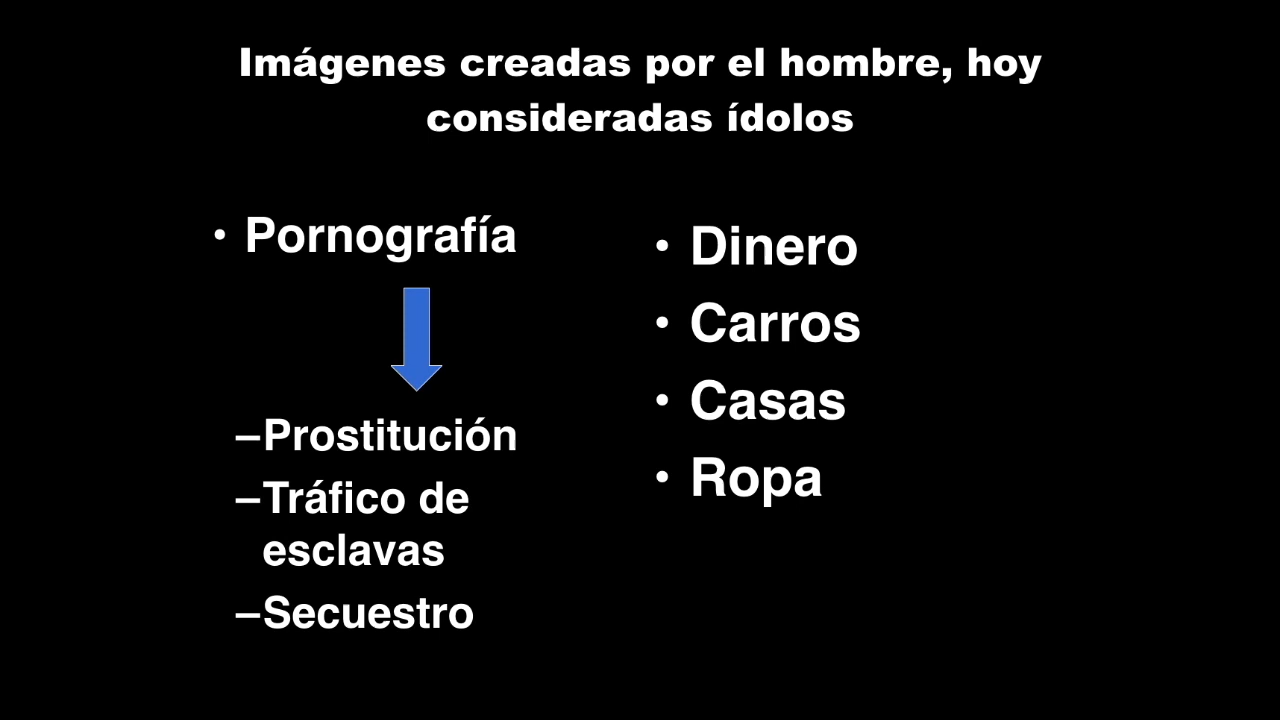 Imágenes creadas por el hombre, hoy
consideradas ídolos
• Pornografía
–Prostitución
–Tráfico de
esclavas
–Secuestro
• Dinero
• Carros
• Casas
• Ropa